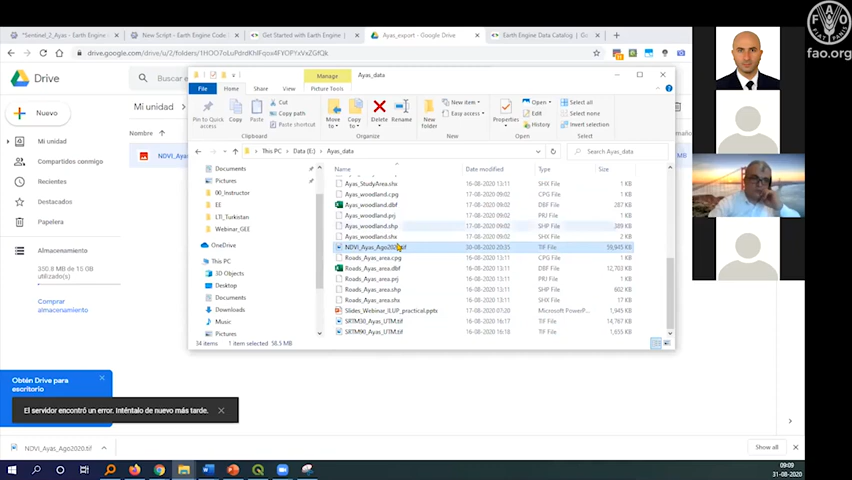 *Sentinel_2_Ayas - Earth Engine
New Script - Earth Engine Code
Get Started with Earth Engine
Ayas_export - Google Drive
Earth Engine Data Catalog | Go
FAO
FIAT PANIS
fao.org
Drive
Busca
Nuevo
Mi unidad
Compartidos conmigo
Recientes
Destacados
Papelera
Almacenamiento
350.8 MB de 15 GB
Comprar
almacenamiento
Mi unidad
Nombre
NDVI_Aya
Manage
Ayas_data
File
Home
Share
View
Picture Tools
Pin to Quick
access
Copy
Paste
Cut
Copy path
Paste shortcut
Clipboard
Move
to
Copy
to
Delete
Rename
Organize
New
folder
New item
Easy access
New
Properties
Open
Edit
History
Open
Select all
Select none
Invert selection
Select
This PC
Data (E:)
Ayas_data
Search Ayas_data
Documents
Pictures
00_Instructor
EE
LTI_Turkotan
Webinar_GEE
OneDrive
This PC
3D Objects
Desktop
Documents
Downloads
Music
Pictures
Name
Date modified
Type
Size
Ayas_StudyArea.shx 16-08-2020 13:11 SHX File 1 KB
Ayas_woodland.cpg 17-08-2020 09:02 CPG File 1 KB
Ayas_woodland.dbf 17-08-2020 09:02 DBF File 287 KB
Ayas_woodland.prj 17-08-2020 09:02 PRJ File 1 KB
Ayas_woodland.shp 17-08-2020 09:02 SHP File 389 KB
Ayas_woodland.shx 17-08-2020 09:02 SHX File 2 KB
NDVI_Ayas_Ago2020.tif 30-08-2020 20:35 TIF File 59,945 KB
Roads_Ayas_area.cpg 16-08-2020 13:11 CPG File 1 KB
Roads_Ayas_area.dbf 16-08-2020 13:11 DBF File 12,703 KB
Roads_Ayas_area.prj 16-08-2020 13:11 PRJ File 1 KB
Roads_Ayas_area.shp 16-08-2020 13:11 SHP File 602 KB
Roads_Ayas_area.shx 16-08-2020 13:11 SHX File 17 KB
Slides_Webinar_ILUP_practical.pptx Microsoft PowerP... 1,945 KB
SRTM30_Ayas_UTM.tif 16-08-2020 16:17 TIF File 14,767 KB
SRTM90_Ayas_UTM.tif 16-08-2020 16:18 TIF File 1,655 KB
34 items
1 item selected 58.5 MB
Obtén Drive para
escritorio
El servidor encontró un error. Inténtalo de nuevo más tarde.
NDVI_Ayas_Ago2020.tif
Show all
09:09
31-08-2020